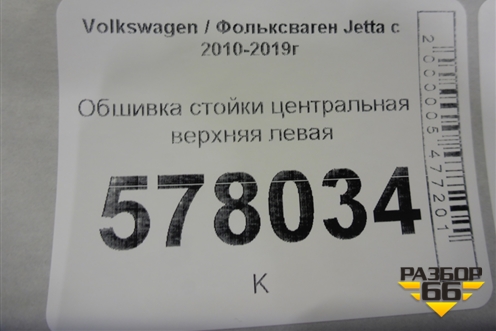 Volkswagen / Фольксваген Jetta с
2010-2019г
Обшивка стойки центральная
верхняя левая
578034
К
2000005477201
РАЗБОР
66